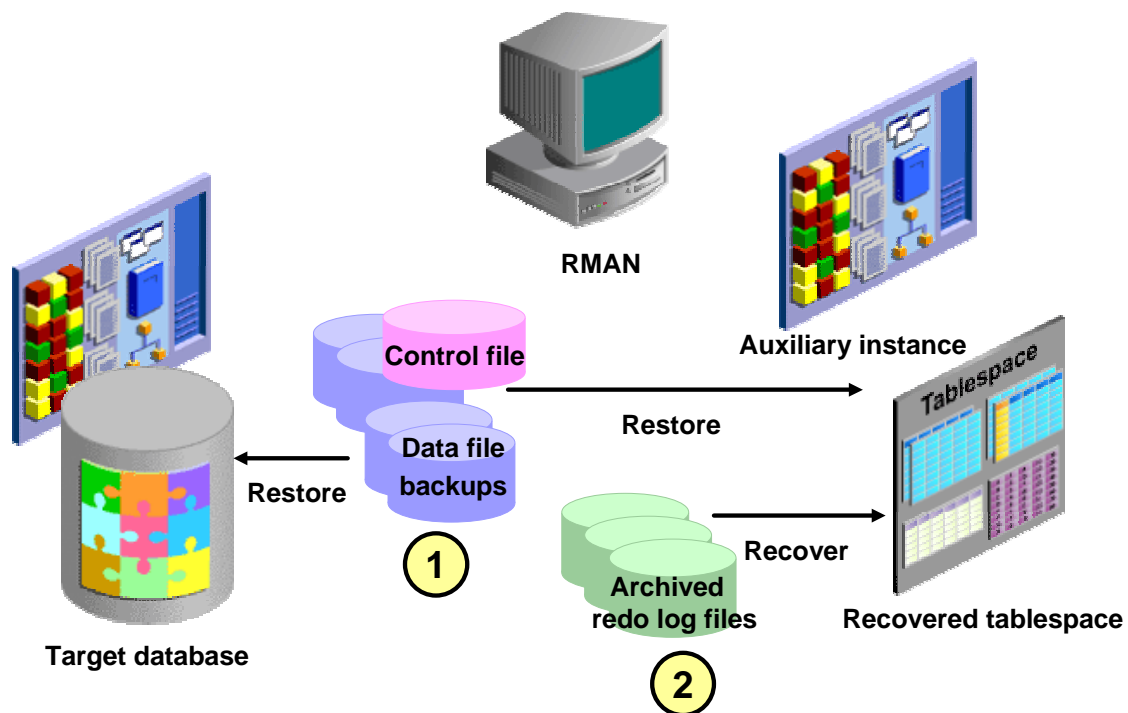 RMAN
Auxiliary instance
Control file
Tablespace
Restore
Data file
backups
Restore
1
Recover
Archived
redo log files
Recovered tablespace
Target database
2